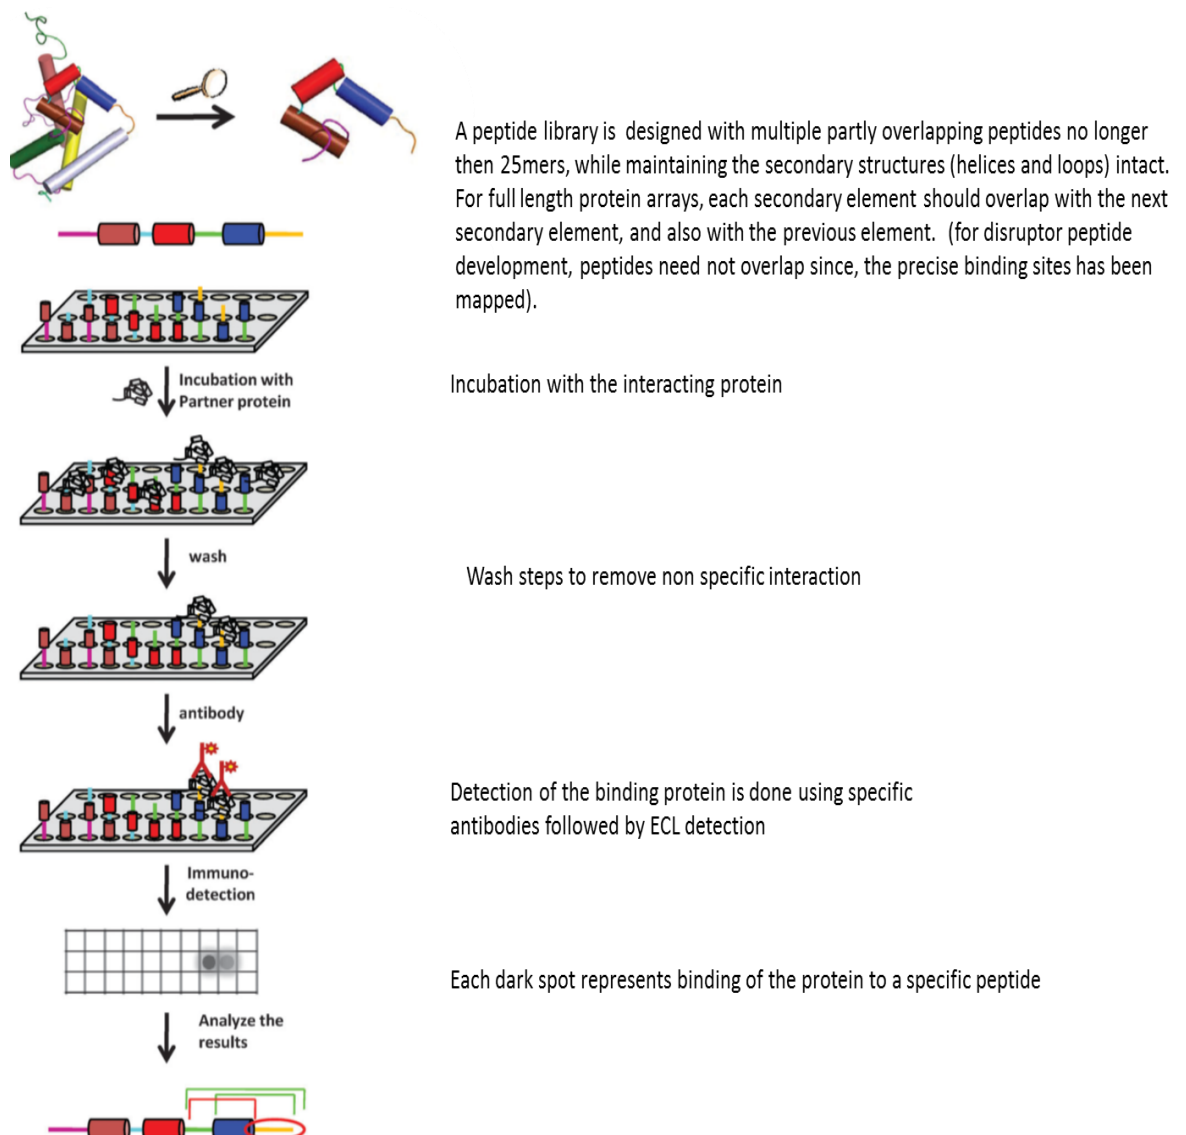 A peptide library is designed with multiple partly overlapping peptides no longer
then 25mers, while maintaining the secondary structures (helices and loops) intact.
For full length protein arrays, each secondary element should overlap with the next
secondary element, and also with the previous element. (for disruptor peptide
development, peptides need not overlap since, the precise binding sites has been
mapped).
Incubation with
Partner protein
Incubation with the interacting protein
wash
Wash steps to remove non specific interaction
antibody
Detection of the binding protein is done using specific
antibodies followed by ECL detection
Immuno-
detection
Each dark spot represents binding of the protein to a specific peptide
Analyze the
results